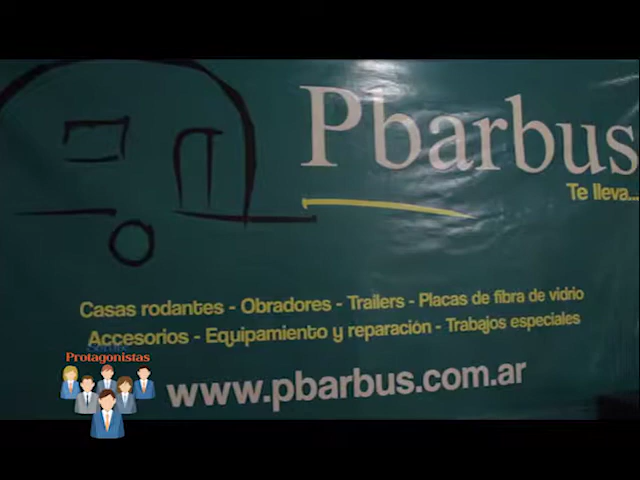 Pbarbus
Te lleva...
Casas rodantes - Obradores - Trailers - Placas de fibra de vidrio
Accesorios - Equipamiento y reparación - Trabajos especiales
Somos
Protagonistas
www.pbarbus.com.ar